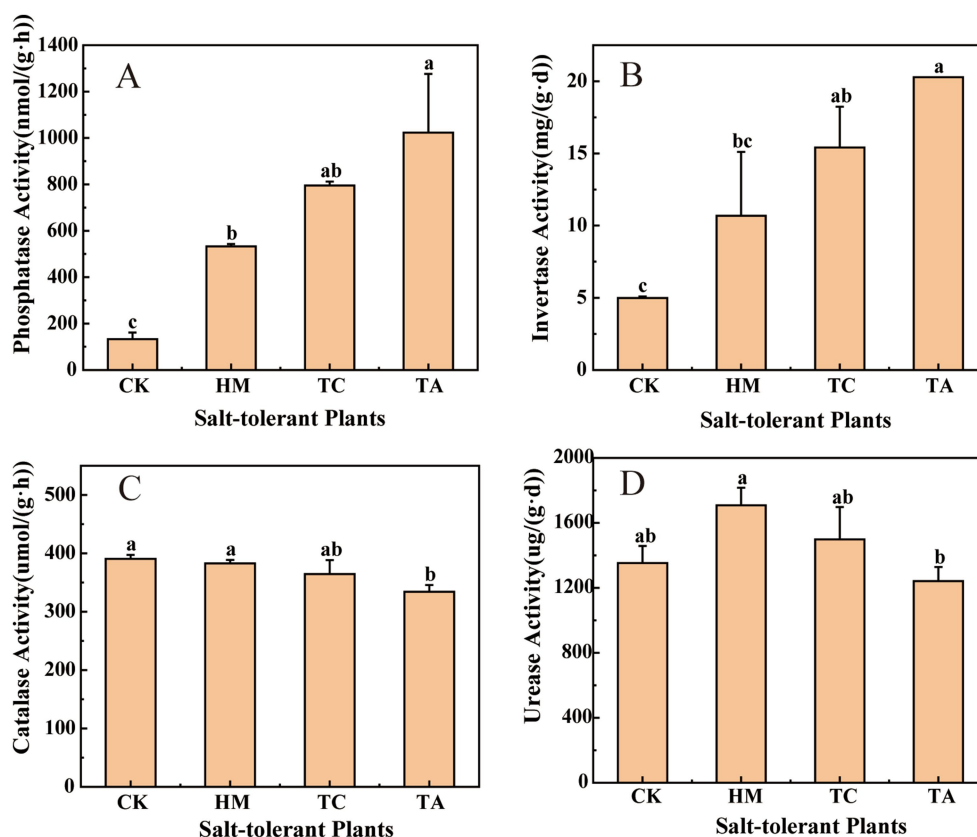 A
Phosphatase Activity(nmol/(g·h))
1400
1200
1000
800
600
400
200
0
c
b
ab
a
CK HM TC TA
Salt-tolerant Plants
B
Invertase Activity(mg/(g·d))
20
15
10
5
0
c
bc
ab
a
CK HM TC TA
Salt-tolerant Plants
C
Catalase Activity(umol/(g·h))
500
400
300
200
100
0
a
a
ab
b
CK HM TC TA
Salt-tolerant Plants
D
Urease Activity(ug/(g·d))
2000
1600
1200
800
400
0
ab
a
ab
b
CK HM TC TA
Salt-tolerant Plants